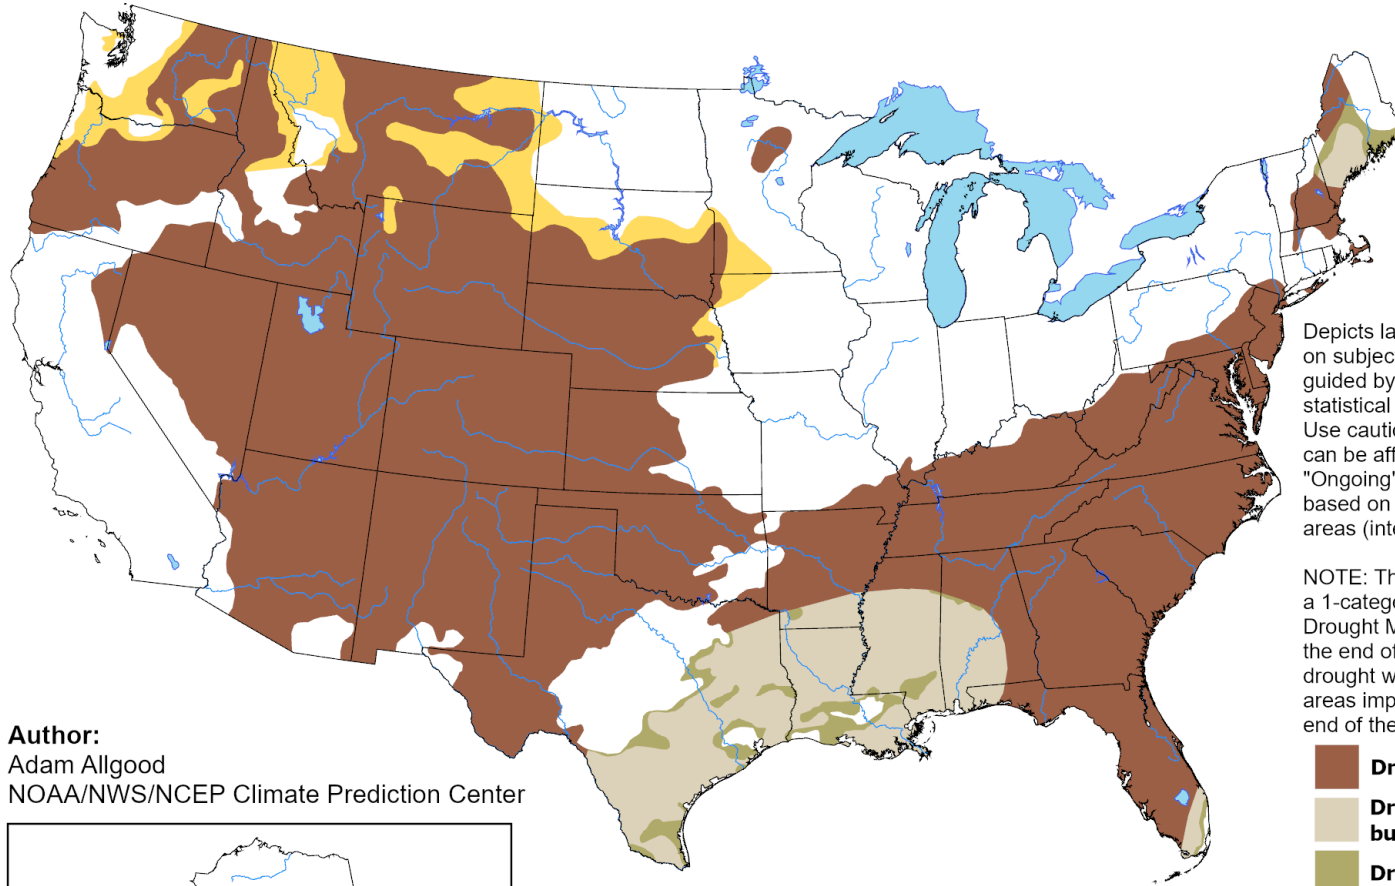 Depicts la
on subjec
guided by
statistical
Use cautio
can be aff
"Ongoing"
based on
areas (inte
NOTE: Th
a 1-catego
Drought M
the end of
drought w
areas imp
end of the
Author:
Adam Allgood
NOAA/NWS/NCEP Climate Prediction Center
Dr
Dr
bu
Dr